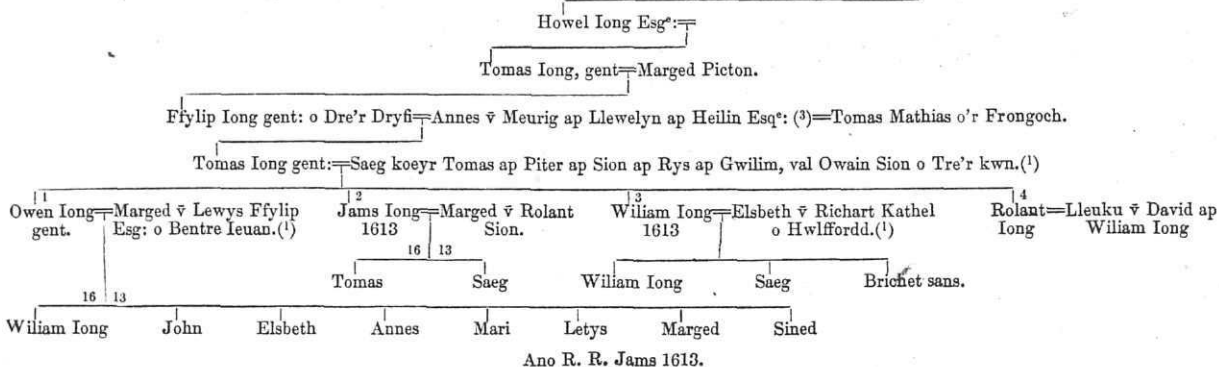 Howel Iong Esgᵉ:
Tomas Iong, gent=Marged Picton.
Ffylip Iong gent: o Dre'r Dryfi=Annes v̄ Meurig ap Llewelyn ap Heilin Esqᵉ: (³)=Tomas Mathias o'r Frongoch.
Tomas Iong gent:=Saeg koeyr Tomas ap Piter ap Sion ap Rys ap Gwilim, val Owain Sion o Tre'r kwn.(¹)
1 2 3 4
Owen Iong=Marged v̄ Lewys Ffylip Jams Iong=Marged v̄ Rolant Wiliam Iong=Elsbeth v̄ Richart Kathel Rolant=Lleuku v̄ David ap
gent. Esg: o Bentre Ieuan.(¹) 1613 Sion. 1613 o Hwlffordd.(¹) Iong Wiliam Iong
16 13
Tomas Saeg Wiliam Iong Saeg Brichet sans.
16 13
Wiliam Iong John Elsbeth Annes Mari Letys Marged Sined
Ano R. R. Jams 1613.